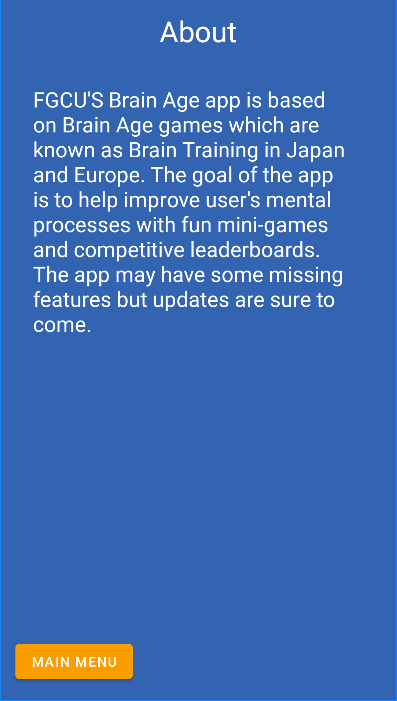 About
FGCU'S Brain Age app is based
on Brain Age games which are
known as Brain Training in Japan
and Europe. The goal of the app
is to help improve user's mental
processes with fun mini-games
and competitive leaderboards.
The app may have some missing
features but updates are sure to
come.
MAIN MENU